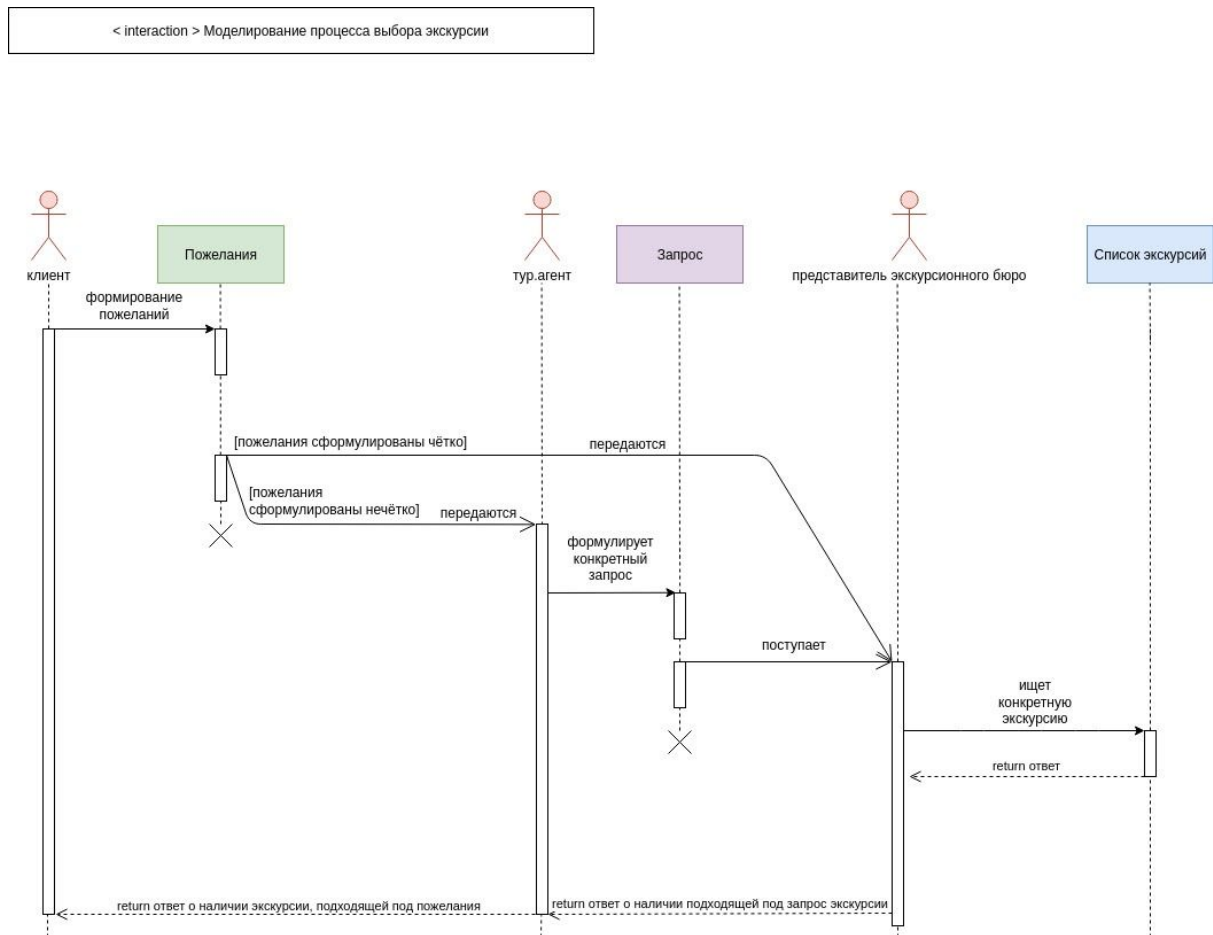 < interaction > Моделирование процесса выбора экскурсии
Пожелания
Запрос
Список экскурсий
клиент
тур.агент
представитель экскурсионного бюро
формирование
пожеланий
[пожелания сформулированы чётко]
передаются
[пожелания
сформулированы нечётко]
передаются
формулирует
конкретный
запрос
поступает
ищет
конкретную
экскурсию
return ответ
return ответ о наличии экскурсии, подходящей под пожелания
return ответ о наличии подходящей под запрос экскурсии